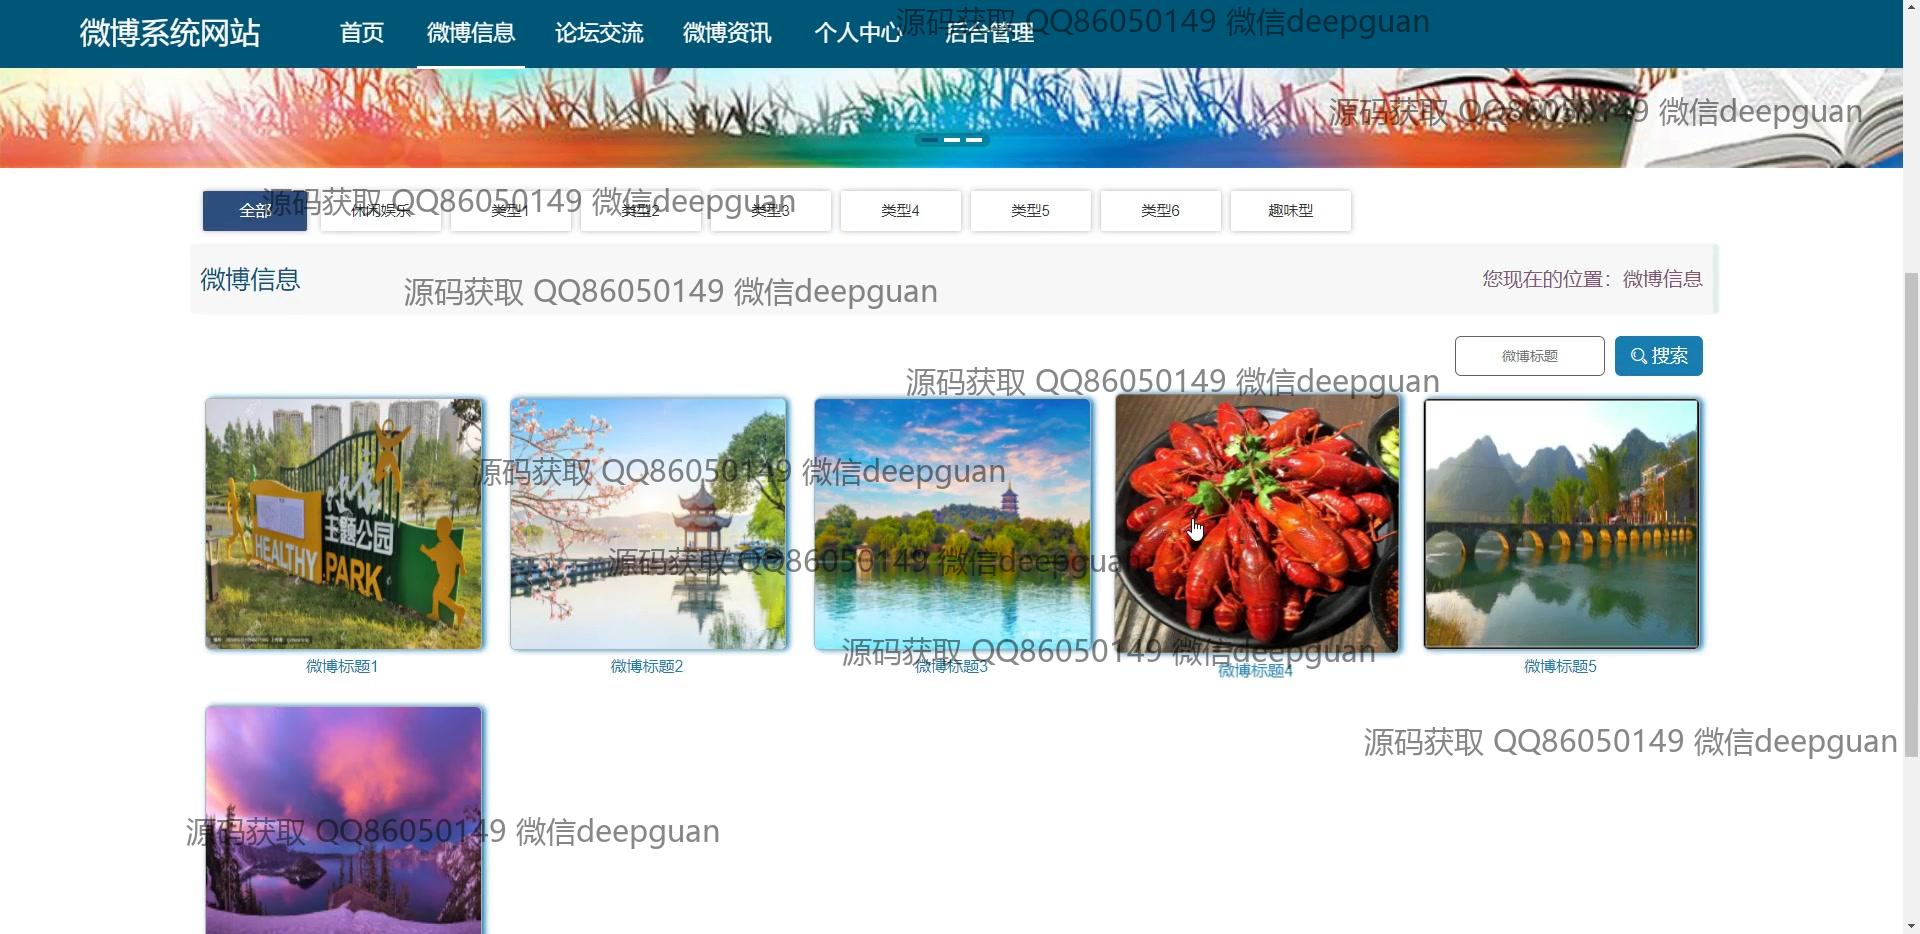 微博系统网站 首页 微博信息 论坛交流 微博资讯 个人中心 后台管理
源码获取 QQ86050149 微信deepguan
源码获取 QQ86050149 微信deepguan
源码获取 QQ86050149 微信deepguan
全部 休闲娱乐 类型1 类型2 类型3 类型4 类型5 类型6 趣味型
微博信息 您现在的位置：微博信息
源码获取 QQ86050149 微信deepguan
微博标题 搜索
源码获取 QQ86050149 微信deepguan
源码获取 QQ86050149 微信deepguan
主题公园
HEALTHY PARK
源码获取 QQ86050149 微信deepguan
源码获取 QQ86050149 微信deepguan
微博标题1 微博标题2 微博标题3 微博标题4 微博标题5
源码获取 QQ86050149 微信deepguan
源码获取 QQ86050149 微信deepguan